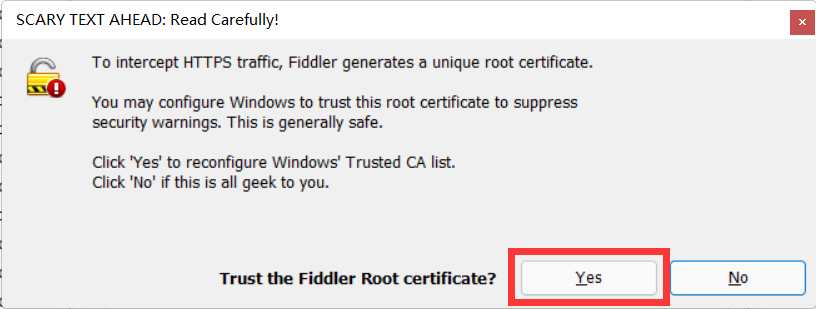 SCARY TEXT AHEAD: Read Carefully!
To intercept HTTPS traffic, Fiddler generates a unique root certificate.
You may configure Windows to trust this root certificate to suppress
security warnings. This is generally safe.
Click 'Yes' to reconfigure Windows' Trusted CA list.
Click 'No' if this is all geek to you.
Trust the Fiddler Root certificate?
Yes
No